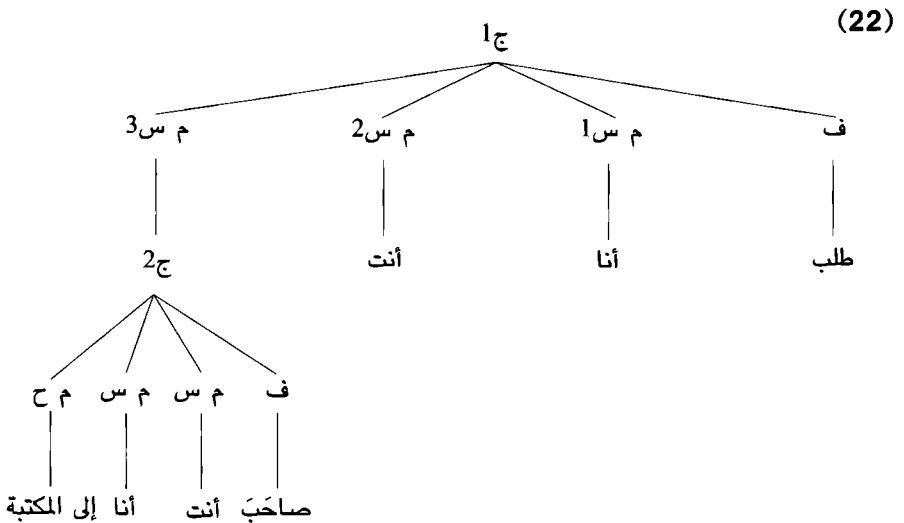 (22)
ج1
ف م س1 م س2 م س3
طلب أنا أنت ج2
ف م س م س م ح
صاحَبَ أنت أنا إلى المكتبة